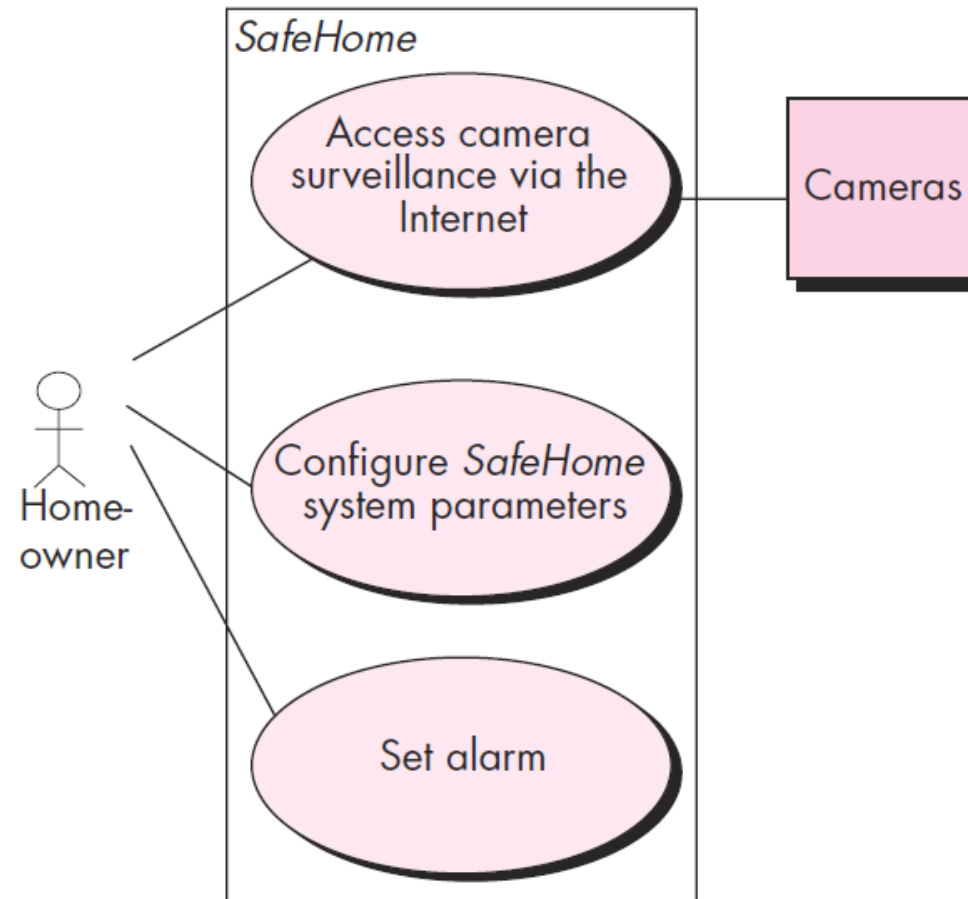 SafeHome
Access camera
surveillance via the
Internet
Cameras
Configure SafeHome
system parameters
Home-
owner
Set alarm